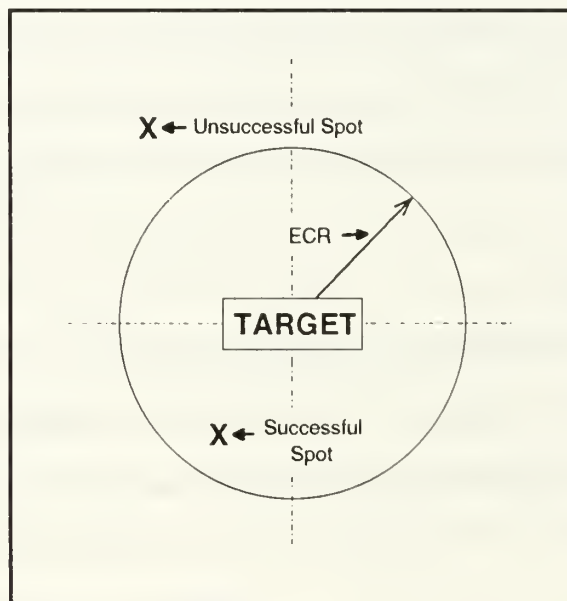 X Unsuccessful Spot
ECR
TARGET
X Successful
Spot